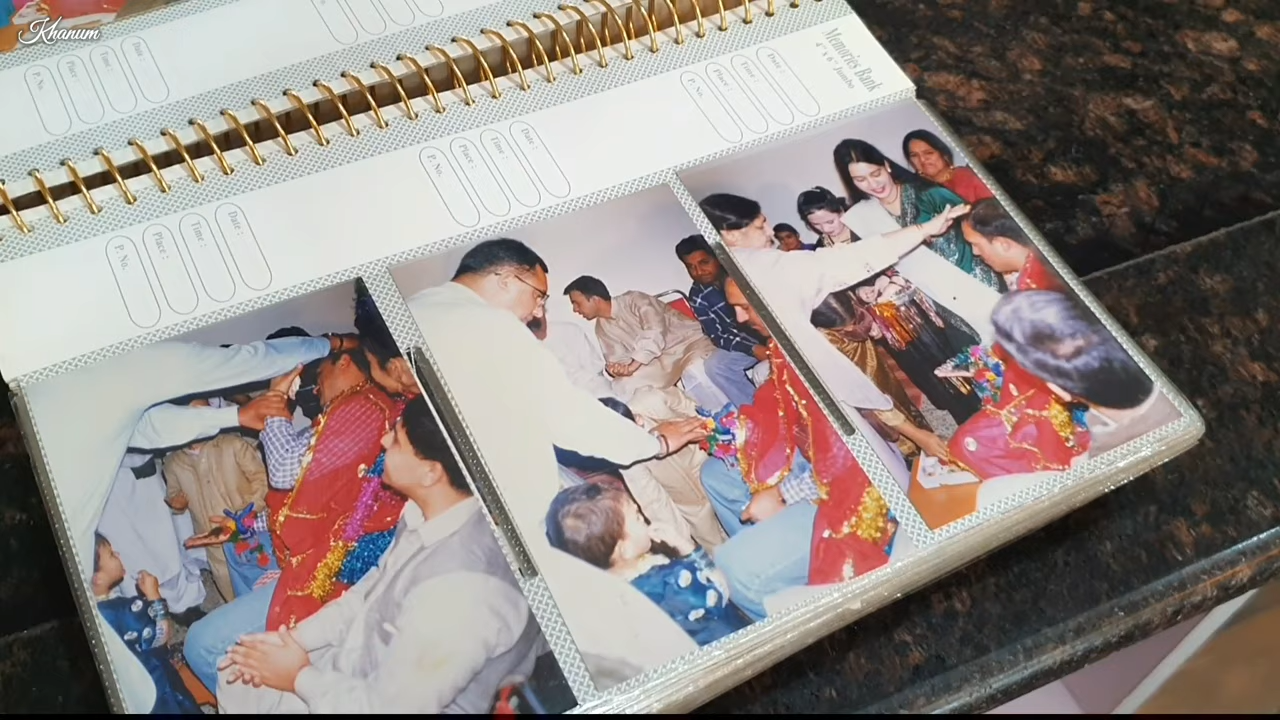 Khanum
P. No.
Place :
Time :
Date :
Memories Bank
4" X 6" Jumbo
P. No.
Place :
Time :
Date :
P. No.
Place :
Time :
Date :
P. No.
Place :
Time :
Date :